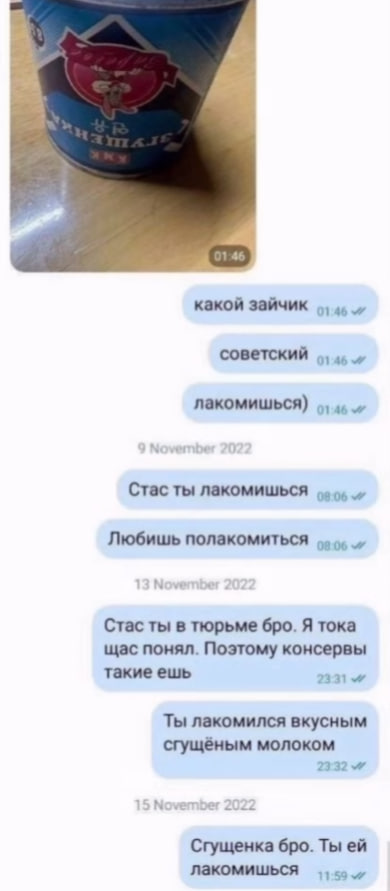 01:46
какой зайчик 01:46
советский 01:46
лакомишься) 01:46
9 November 2022
Стас ты лакомишься 08:06
Любишь полакомиться 08:06
13 November 2022
Стас ты в тюрьме бро. Я тока
щас понял. Поэтому консервы
такие ешь 23:31
Ты лакомился вкусным
сгущёным молоком
23:32
15 November 2022
Сгущенка бро. Ты ей
лакомишься 11:59